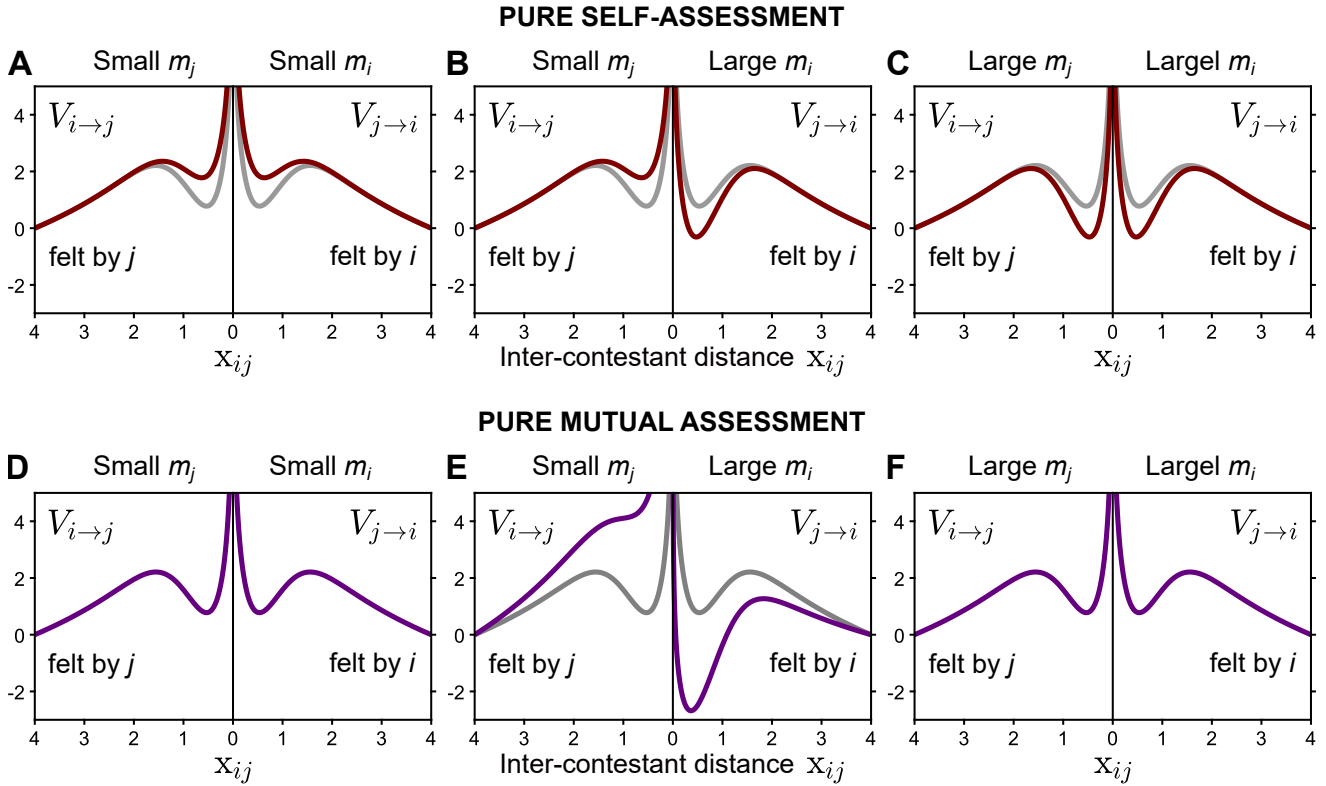 PURE SELF-ASSESSMENT
A Small mj Small mi
B Small mj Large mi
C Large mj Largel mi
Vi→j Vj→i Vi→j Vj→i Vi→j Vj→i
4 4 4
2 2 2
0 0 0
-2 -2 -2
felt by j felt by i felt by j felt by i felt by j felt by i
4 3 2 1 0 1 2 3 4 4 3 2 1 0 1 2 3 4 4 3 2 1 0 1 2 3 4
xij Inter-contestant distance xij xij
PURE MUTUAL ASSESSMENT
D Small mj Small mi
E Small mj Large mi
F Large mj Largel mi
Vi→j Vj→i Vi→j Vj→i Vi→j Vj→i
4 4 4
2 2 2
0 0 0
-2 -2 -2
felt by j felt by i felt by j felt by i felt by j felt by i
4 3 2 1 0 1 2 3 4 4 3 2 1 0 1 2 3 4 4 3 2 1 0 1 2 3 4
xij Inter-contestant distance xij xij